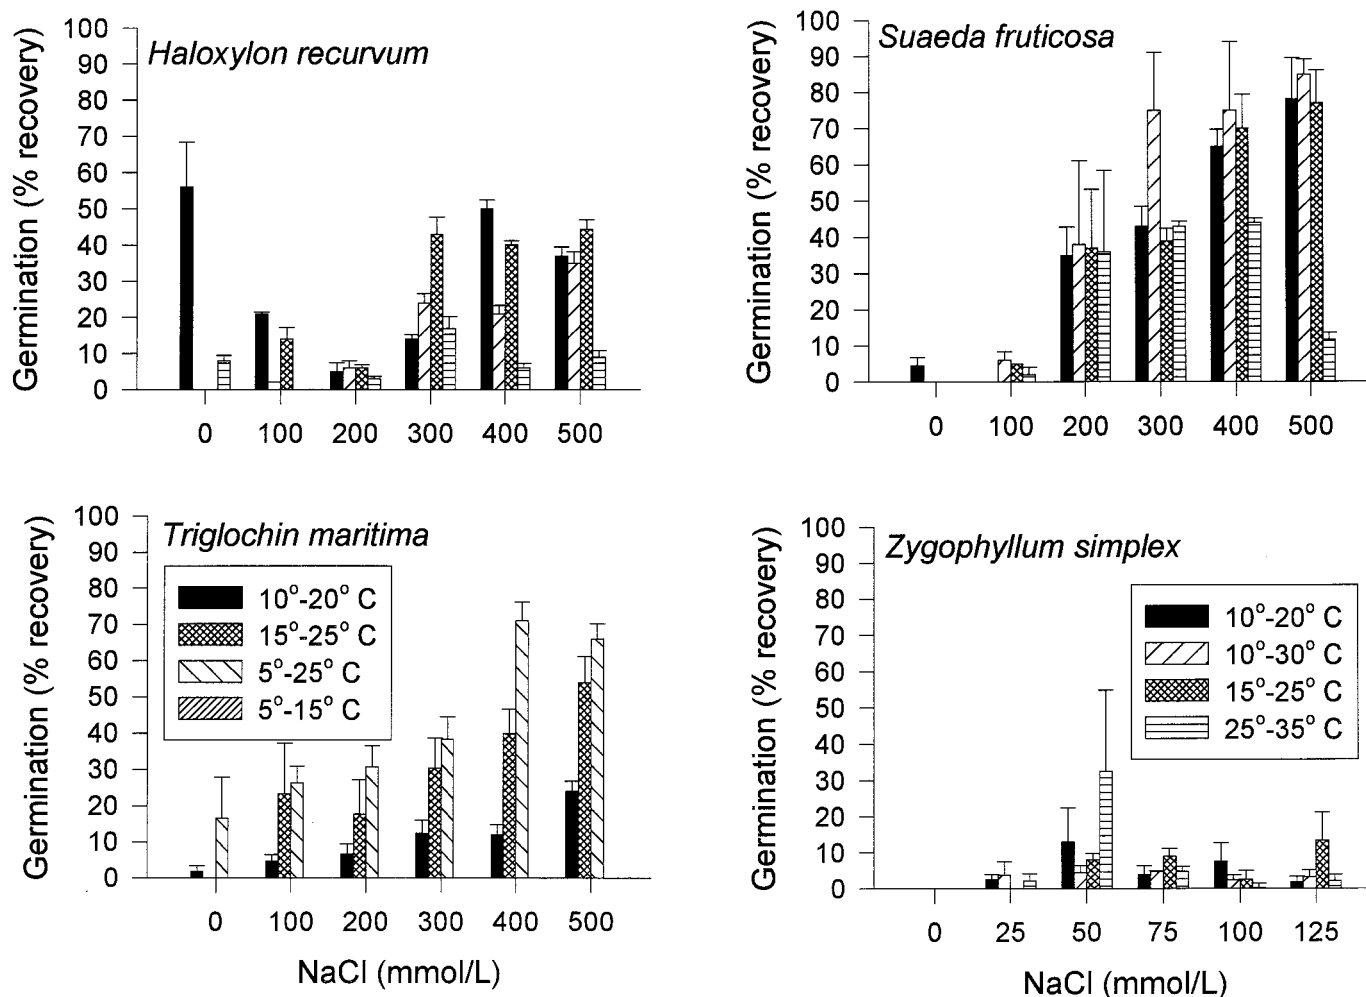 Haloxylon recurvum
Germination (% recovery)
100
90
80
70
60
50
40
30
20
10
0
0 100 200 300 400 500
Suaeda fruticosa
Germination (% recovery)
100
90
80
70
60
50
40
30
20
10
0
0 100 200 300 400 500
Triglochin maritima
Germination (% recovery)
100
90
80
70
60
50
40
30
20
10
0
10°-20° C
15°-25° C
5°-25° C
5°-15° C
0 100 200 300 400 500
NaCl (mmol/L)
Zygophyllum simplex
Germination (% recovery)
100
90
80
70
60
50
40
30
20
10
0
10°-20° C
10°-30° C
15°-25° C
25°-35° C
0 25 50 75 100 125
NaCl (mmol/L)